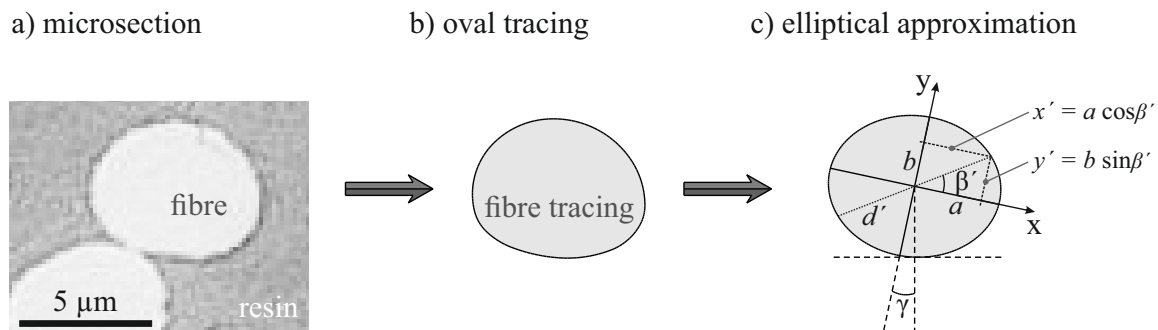 a) microsection
b) oval tracing
c) elliptical approximation
fibre
5 µm
resin
fibre tracing
y
x´ = a cosβ´
y´ = b sinβ´
b
β´
a
d´
x
γ